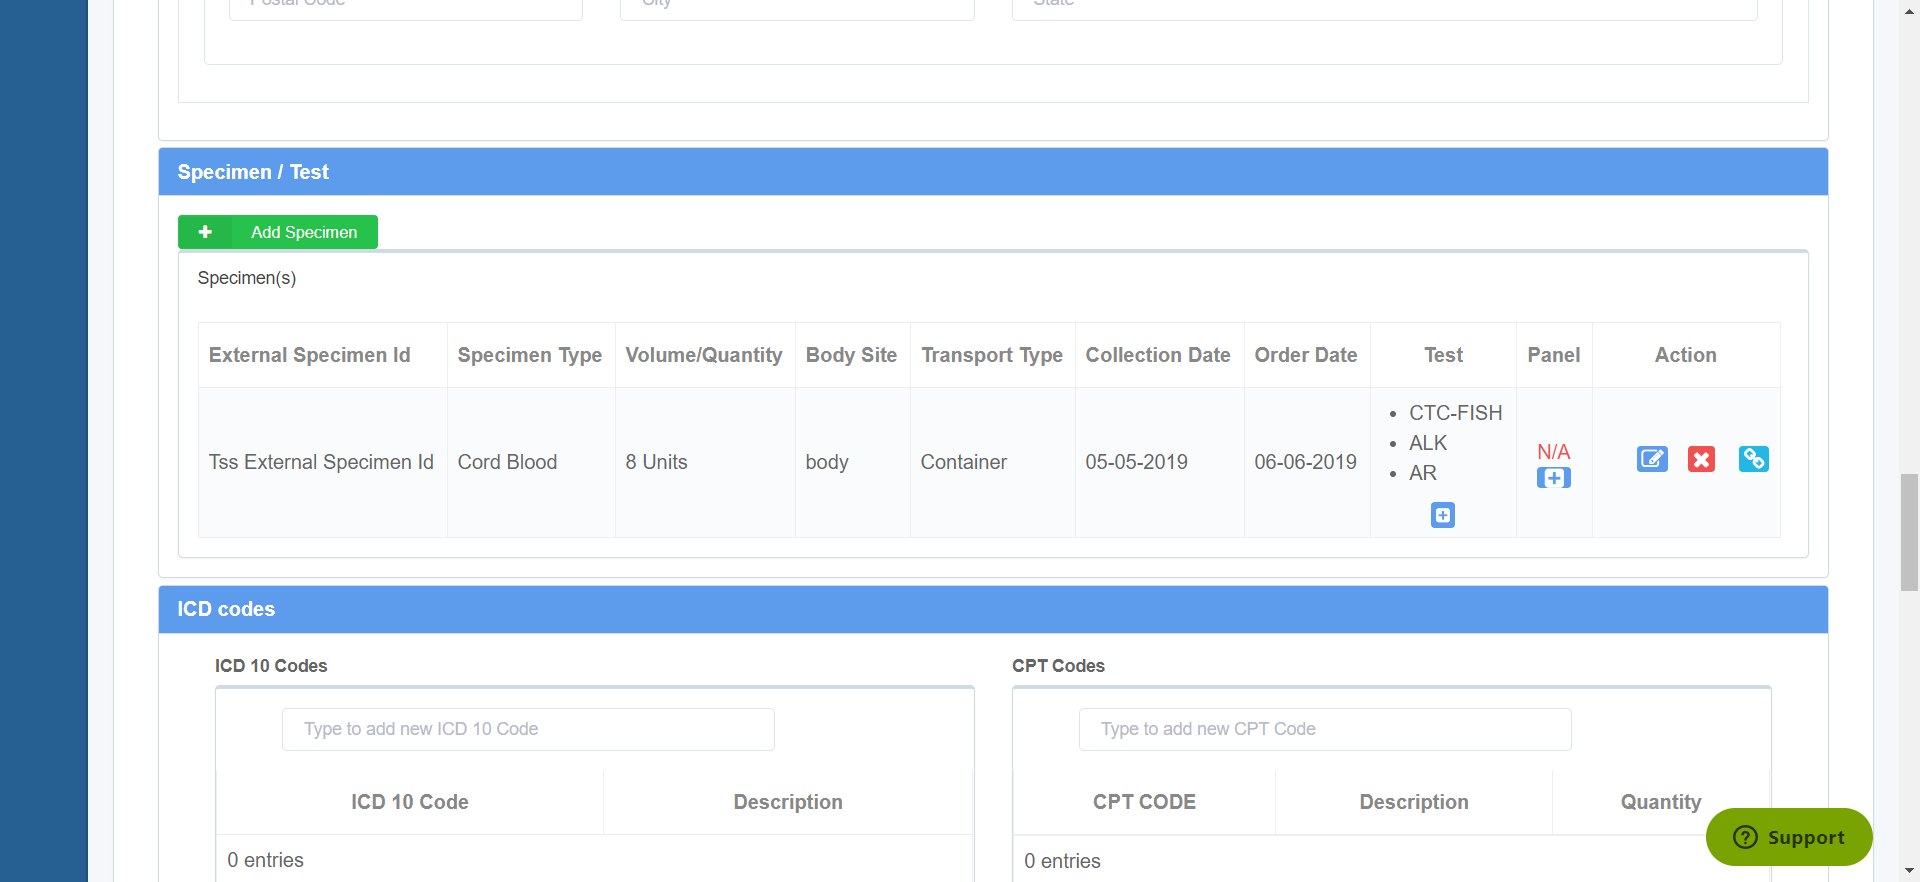 Postal Code City State
Specimen / Test
Add Specimen
Specimen(s)
External Specimen Id Specimen Type Volume/Quantity Body Site Transport Type Collection Date Order Date Test Panel Action
Tss External Specimen Id Cord Blood 8 Units body Container 05-05-2019 06-06-2019
CTC-FISH
ALK
AR
N/A
ICD codes
ICD 10 Codes
Type to add new ICD 10 Code
ICD 10 Code Description
0 entries
CPT Codes
Type to add new CPT Code
CPT CODE Description Quantity
0 entries
Support